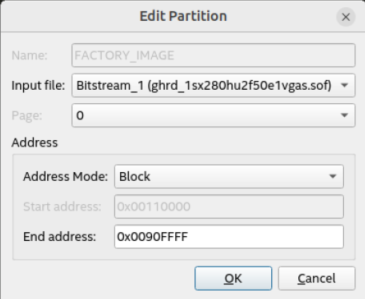 Edit Partition
Name: FACTORY_IMAGE
Input file: Bitstream_1 (ghrd_1sx280hu2f50e1vgas.sof)
Page: 0
Address
Address Mode: Block
Start address: 0x00110000
End address: 0x0090FFFF
OK Cancel